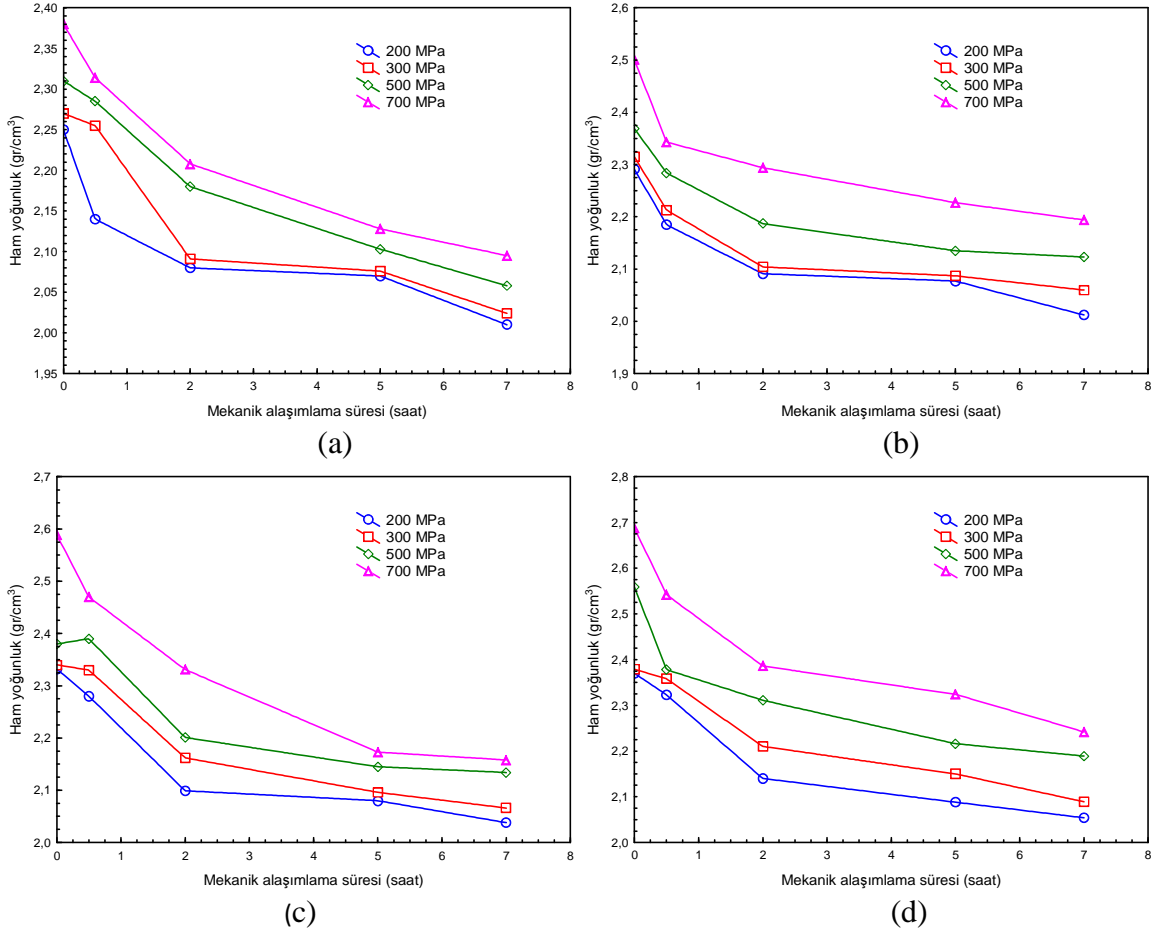 2,40
2,35
2,30
2,25
2,20
2,15
2,10
2,05
2,00
1,95
Ham yoğunluk (gr/cm³)
200 MPa
300 MPa
500 MPa
700 MPa
0 1 2 3 4 5 6 7 8
Mekanik alaşımlama süresi (saat)
(a)
2,6
2,5
2,4
2,3
2,2
2,1
2,0
1,9
Ham yoğunluk (gr/cm³)
200 MPa
300 MPa
500 MPa
700 MPa
0 1 2 3 4 5 6 7 8
Mekanik alaşımlama süresi (saat)
(b)
2,7
2,6
2,5
2,4
2,3
2,2
2,1
2,0
Ham yoğunluk (gr/cm³)
200 MPa
300 MPa
500 MPa
700 MPa
0 1 2 3 4 5 6 7 8
Mekanik alaşımlama süresi (saat)
(c)
2,8
2,7
2,6
2,5
2,4
2,3
2,2
2,1
2,0
Ham yoğunluk (gr/cm³)
200 MPa
300 MPa
500 MPa
700 MPa
0 1 2 3 4 5 6 7 8
Mekanik alaşımlama süresi (saat)
(d)